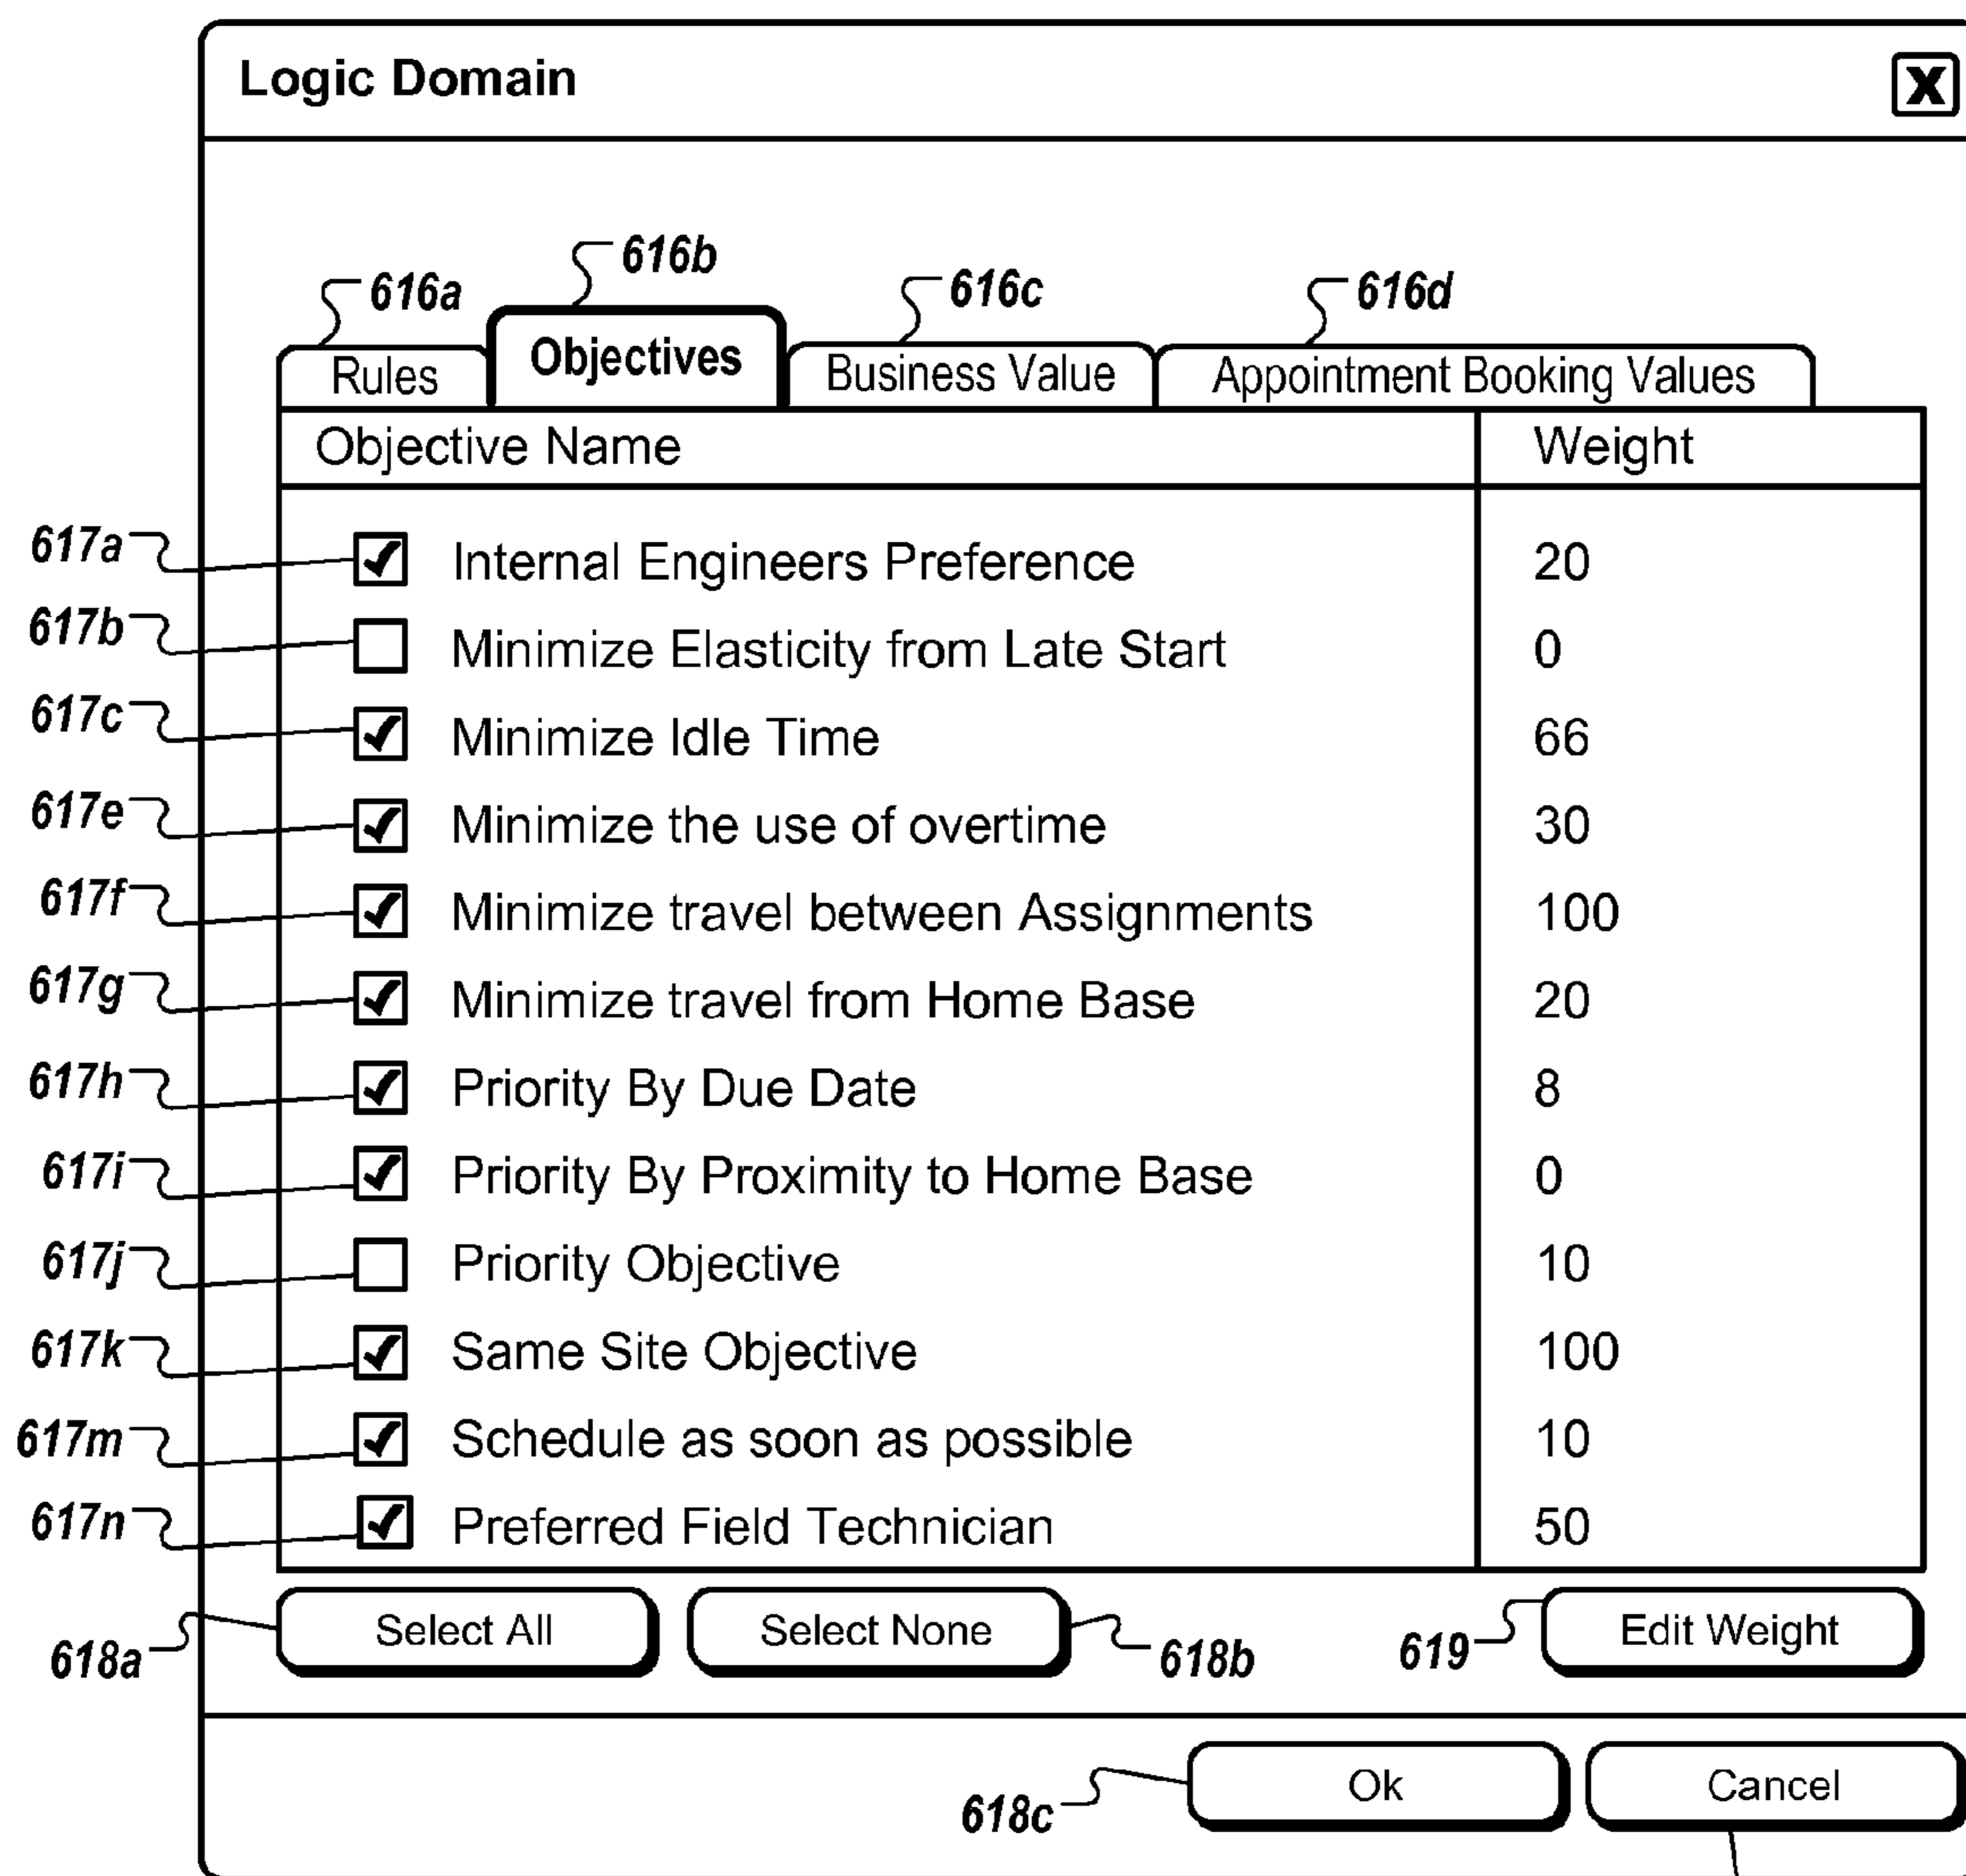 Logic Domain X
616a 616b 616c 616d
Rules Objectives Business Value Appointment Booking Values
Objective Name Weight
617a Internal Engineers Preference 20
617b Minimize Elasticity from Late Start 0
617c Minimize Idle Time 66
617e Minimize the use of overtime 30
617f Minimize travel between Assignments 100
617g Minimize travel from Home Base 20
617h Priority By Due Date 8
617i Priority By Proximity to Home Base 0
617j Priority Objective 10
617k Same Site Objective 100
617m Schedule as soon as possible 10
617n Preferred Field Technician 50
618a Select All Select None 618b 619 Edit Weight
618c Ok Cancel